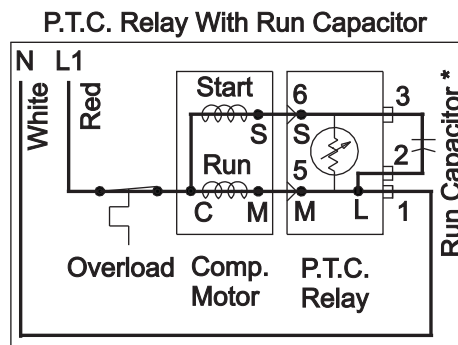 P.T.C. Relay With Run Capacitor
N L1
White
Red
Start
Run
S
C
M
6
S
5
M
L
3
2
1
Run Capacitor *
Overload
Comp.
Motor
P.T.C.
Relay